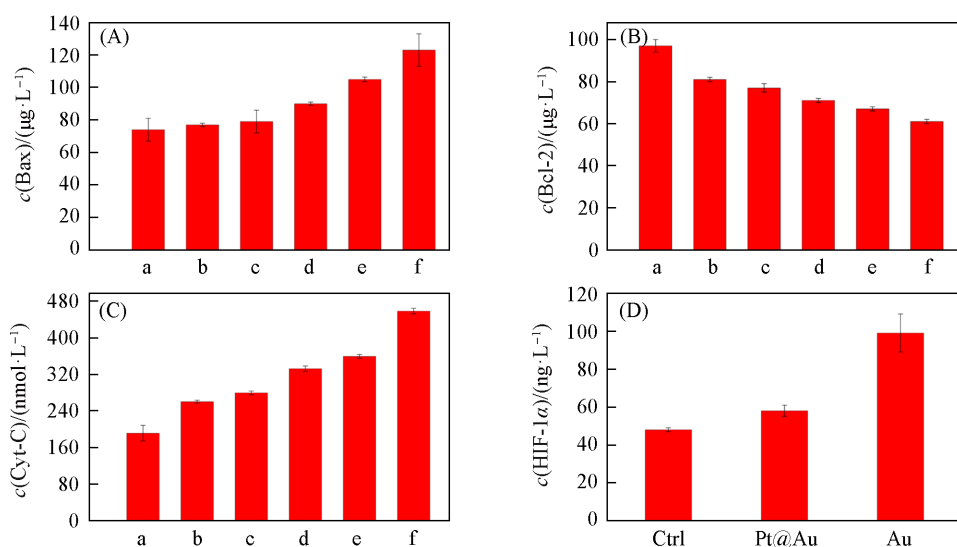 (A)
c(Bax)/(μg·L⁻¹)
140
120
100
80
60
40
20
0
a b c d e f
(B)
c(Bcl-2)/(μg·L⁻¹)
100
80
60
40
20
0
a b c d e f
(C)
c(Cyt-C)/(nmol·L⁻¹)
480
400
320
240
160
80
0
a b c d e f
(D)
c(HIF-1α)/(ng·L⁻¹)
120
100
80
60
40
20
0
Ctrl Pt@Au Au